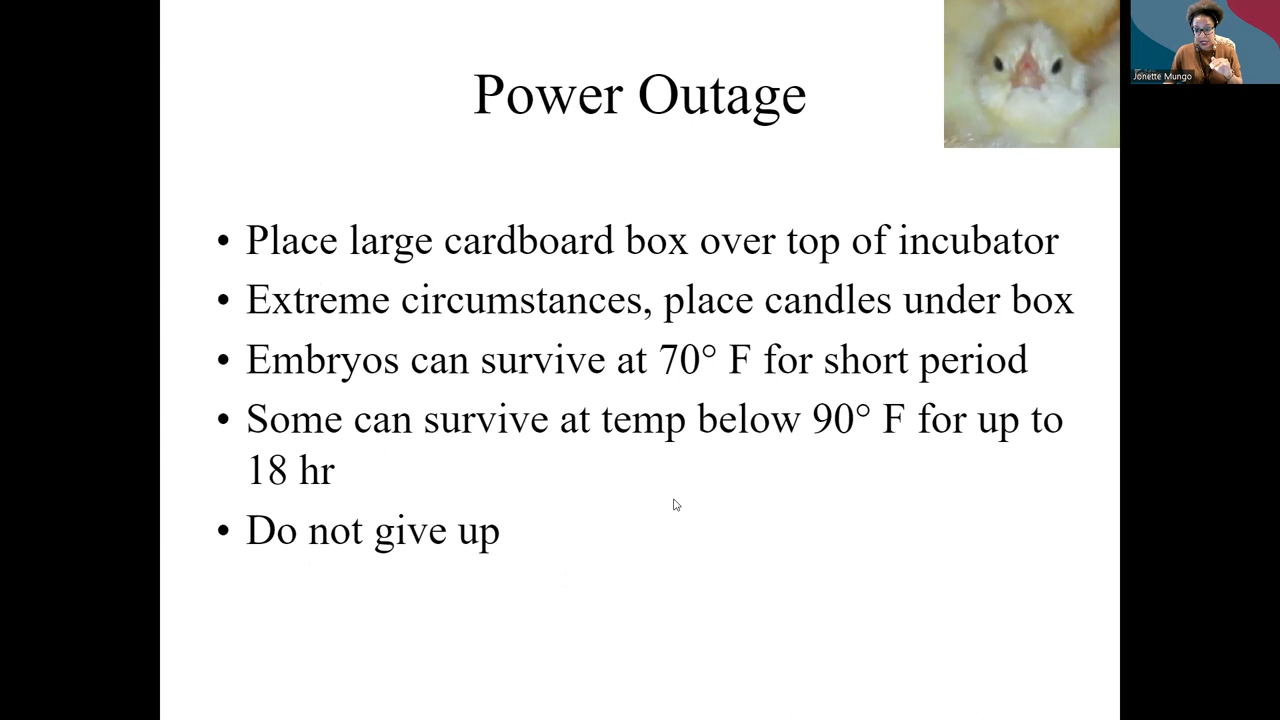 Power Outage
Jonette Mungo
• Place large cardboard box over top of incubator
• Extreme circumstances, place candles under box
• Embryos can survive at 70° F for short period
• Some can survive at temp below 90° F for up to
18 hr
• Do not give up